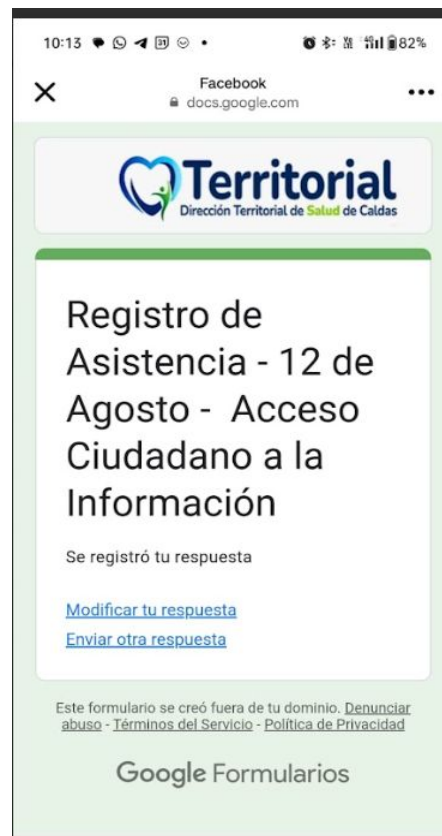 10:13
82%
Facebook
docs.google.com
Territorial
Dirección Territorial de Salud de Caldas
Registro de
Asistencia - 12 de
Agosto - Acceso
Ciudadano a la
Información
Se registró tu respuesta
Modificar tu respuesta
Enviar otra respuesta
Este formulario se creó fuera de tu dominio. Denunciar
abuso - Términos del Servicio - Política de Privacidad
Google Formularios